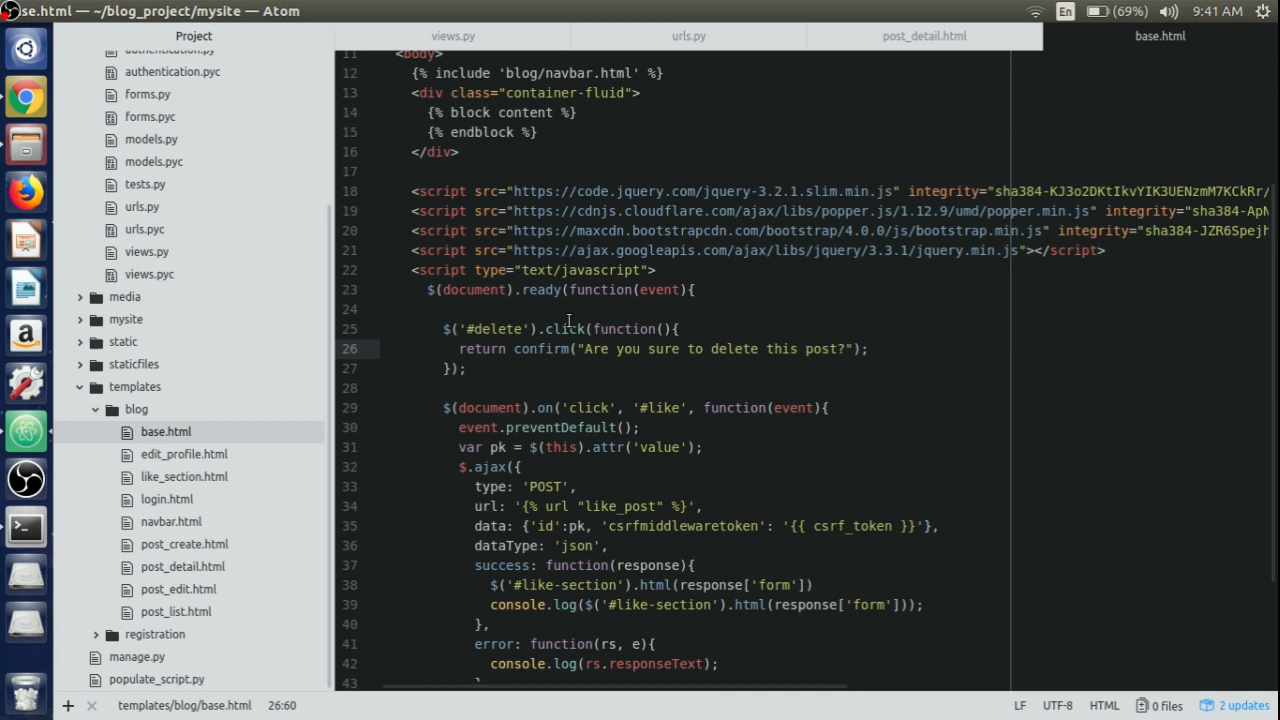 se.html — ~/blog_project/mysite — Atom
En
(69%)
9:41 AM
Project
views.py
urls.py
post_detail.html
base.html
authentication.py
authentication.pyc
forms.py
forms.pyc
models.py
models.pyc
tests.py
urls.py
urls.pyc
views.py
views.pyc
media
mysite
static
staticfiles
templates
blog
base.html
edit_profile.html
like_section.html
login.html
navbar.html
post_create.html
post_detail.html
post_edit.html
post_list.html
registration
manage.py
populate_script.py
11 <body>
12 {% include 'blog/navbar.html' %}
13 <div class="container-fluid">
14 {% block content %}
15 {% endblock %}
16 </div>
17
18 <script src="https://code.jquery.com/jquery-3.2.1.slim.min.js" integrity="sha384-KJ3o2DKtIkvYIK3UENzmM7KCkRr/
19 <script src="https://cdnjs.cloudflare.com/ajax/libs/popper.js/1.12.9/umd/popper.min.js" integrity="sha384-ApN
20 <script src="https://maxcdn.bootstrapcdn.com/bootstrap/4.0.0/js/bootstrap.min.js" integrity="sha384-JZR6Spejh
21 <script src="https://ajax.googleapis.com/ajax/libs/jquery/3.3.1/jquery.min.js"></script>
22 <script type="text/javascript">
23 $(document).ready(function(event){
24
25 $('#delete').click(function(){
26 return confirm("Are you sure to delete this post?");
27 });
28
29 $(document).on('click', '#like', function(event){
30 event.preventDefault();
31 var pk = $(this).attr('value');
32 $.ajax({
33 type: 'POST',
34 url: '{% url "like_post" %}',
35 data: {'id':pk, 'csrfmiddlewaretoken': '{{ csrf_token }}'},
36 dataType: 'json',
37 success: function(response){
38 $('#like-section').html(response['form'])
39 console.log($('#like-section').html(response['form']));
40 },
41 error: function(rs, e){
42 console.log(rs.responseText);
43 }
templates/blog/base.html 26:60
LF UTF-8 HTML 0 files 2 updates